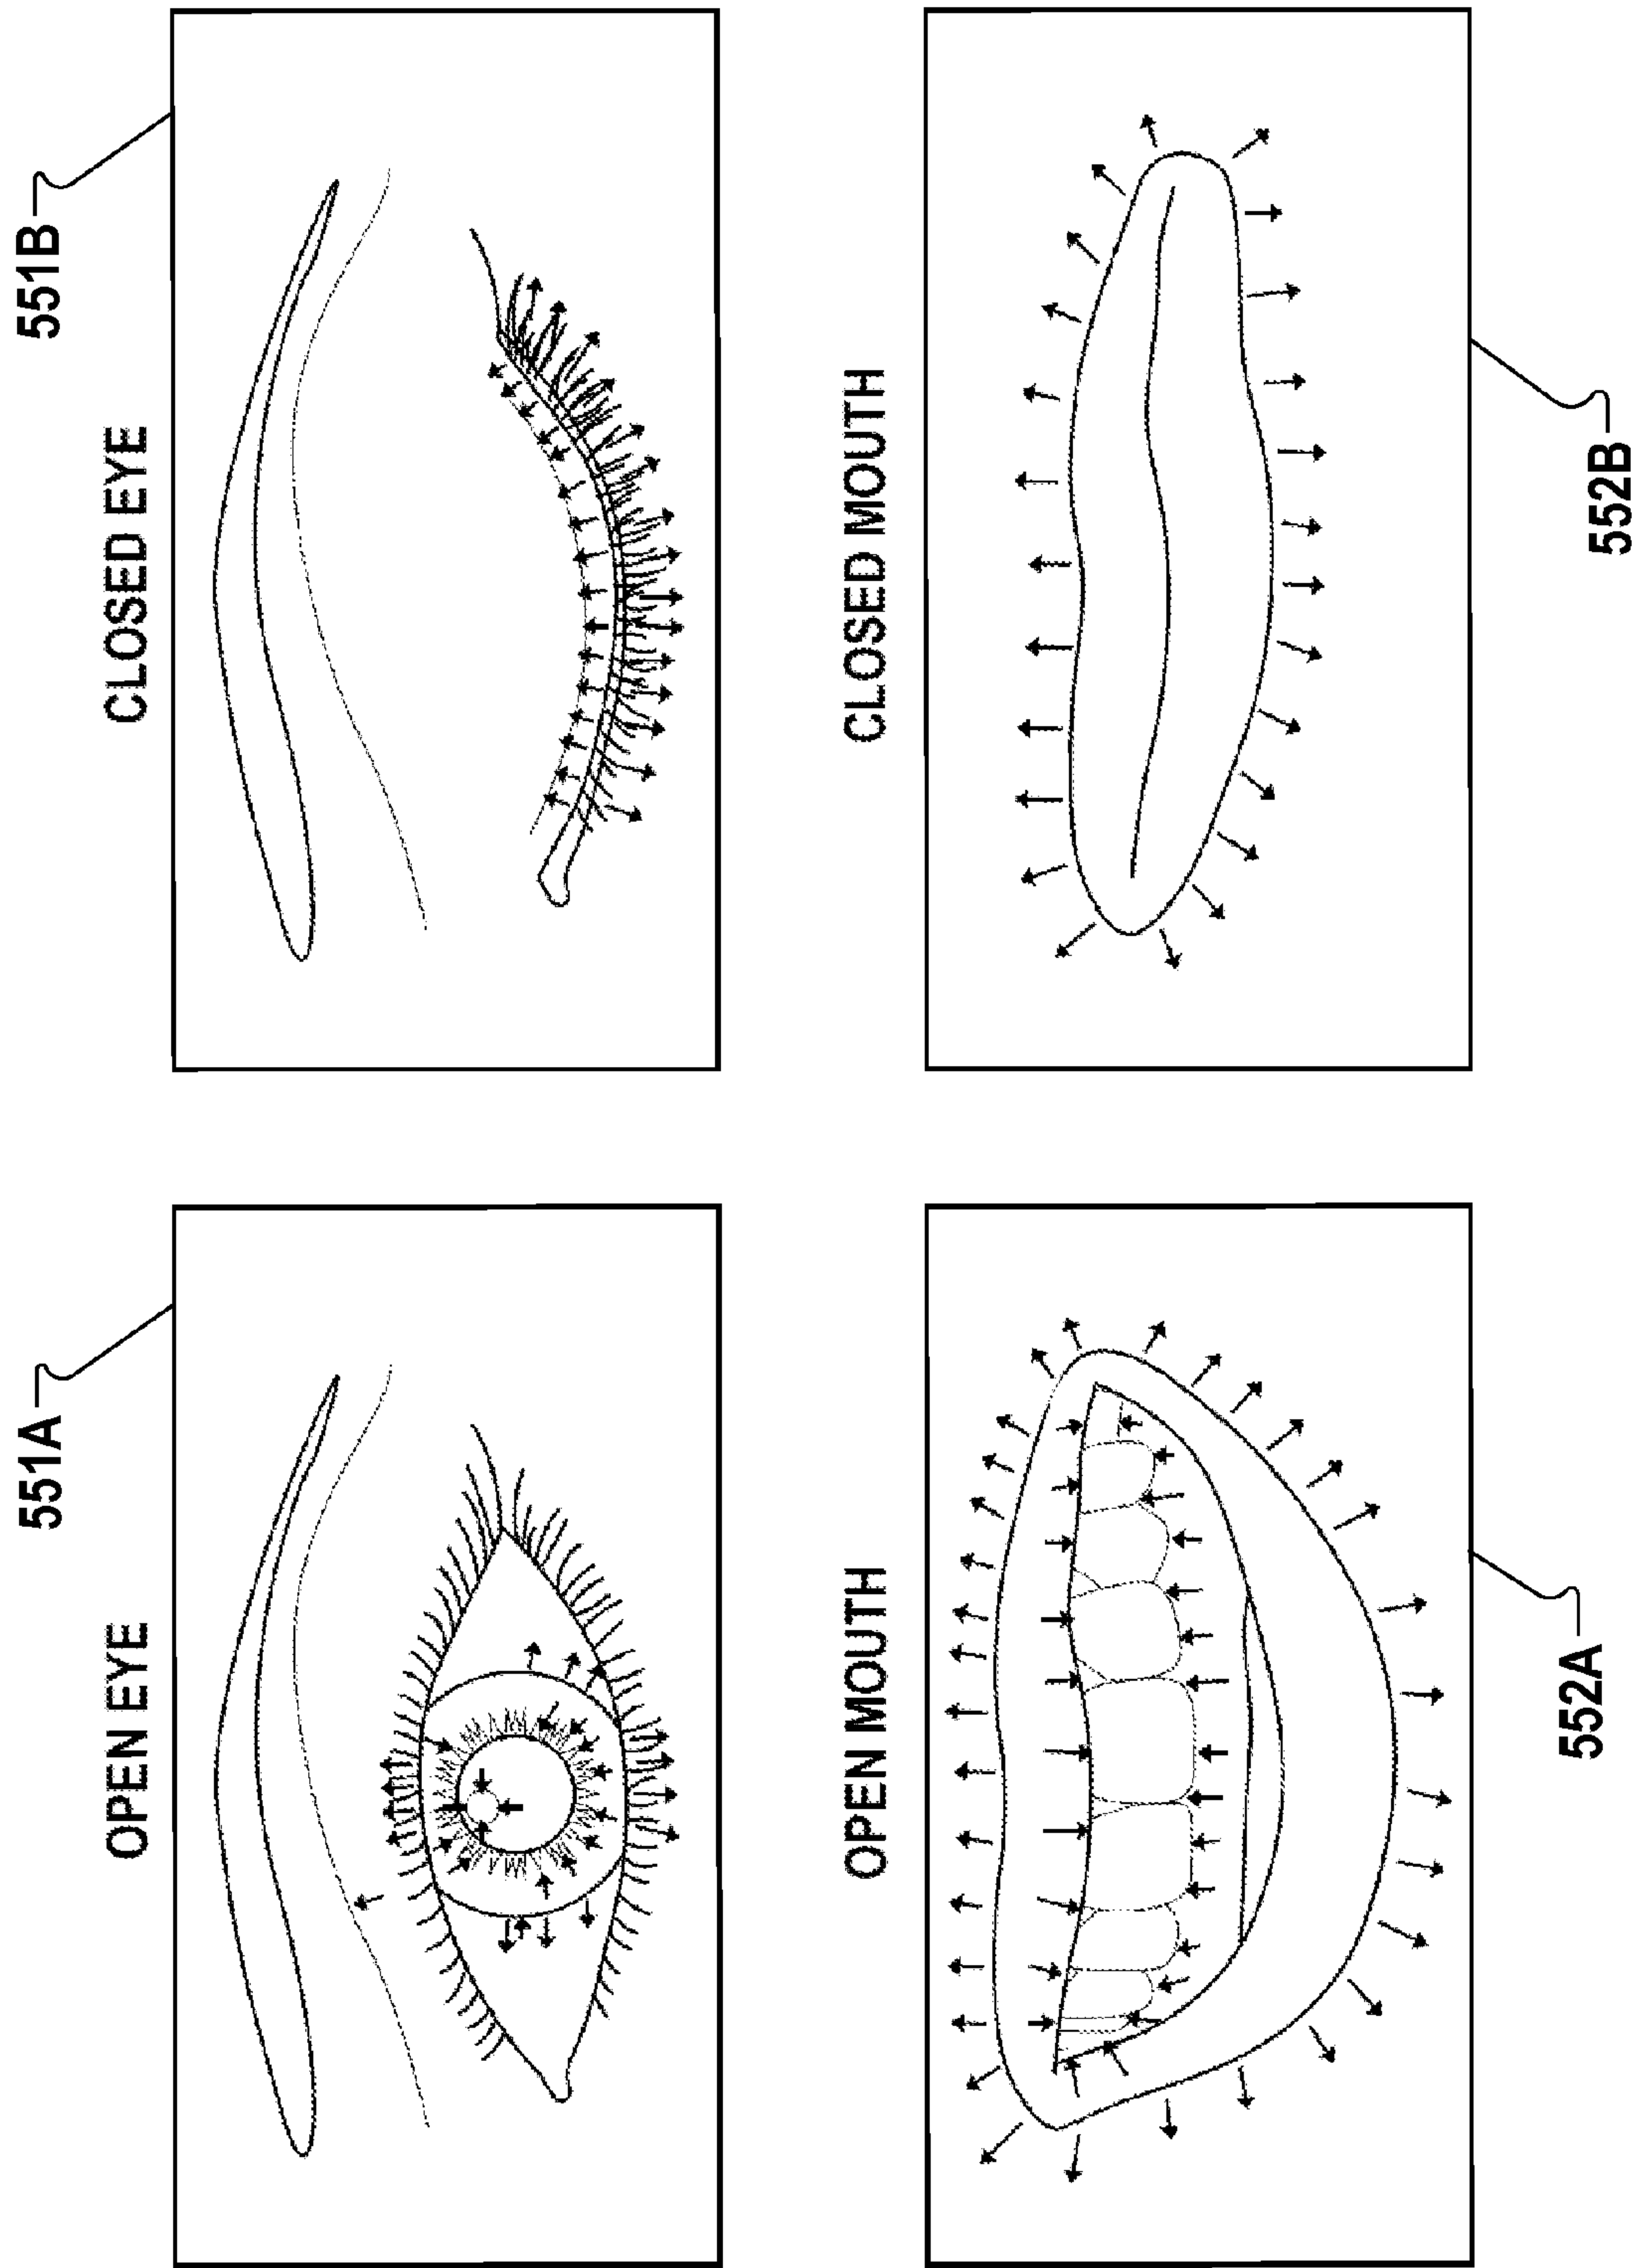 551A
551B
OPEN EYE
CLOSED EYE
OPEN MOUTH
CLOSED MOUTH
552A
552B